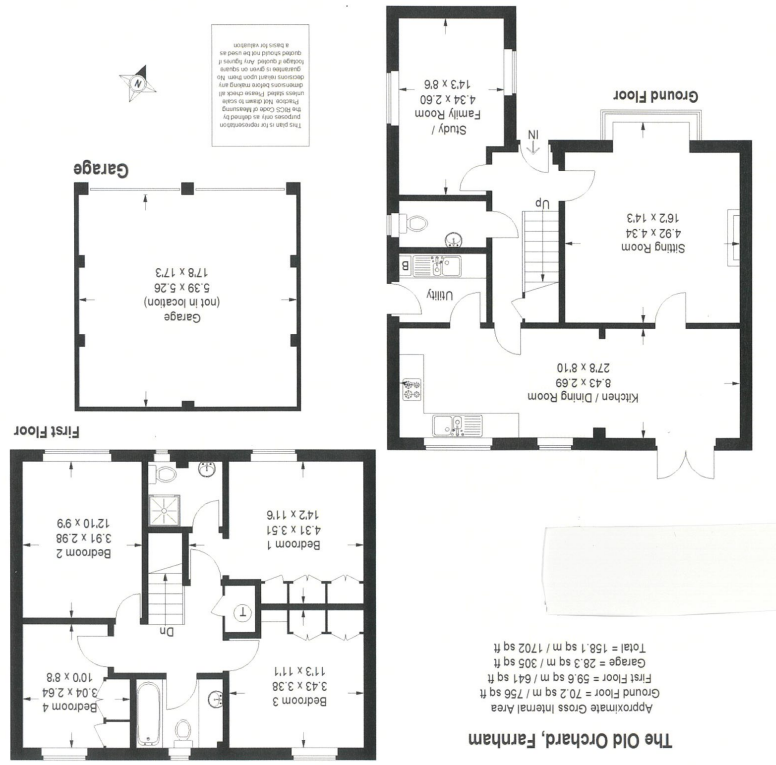 The Old Orchard, Farnham
Approximate Gross Internal Area
Ground Floor = 70.2 sq m / 756 sq ft
First Floor = 59.6 sq m / 641 sq ft
Garage = 28.3 sq m / 305 sq ft
Total = 158.1 sq m / 1702 sq ft
Bedroom 3
3.43 x 3.38
11'3 x 11'1
Bedroom 4
3.04 x 2.64
10'0 x 8'8
Dn
T
Bedroom 1
4.31 x 3.51
14'2 x 11'6
Bedroom 2
3.91 x 2.98
12'10 x 9'9
First Floor
Kitchen / Dining Room
8.43 x 2.69
27'8 x 8'10
Utility
B
Sitting Room
4.92 x 4.34
16'2 x 14'3
Up
IN
Study /
Family Room
4.34 x 2.60
14'3 x 8'6
Ground Floor
Garage
(not in location)
5.39 x 5.26
17'8 x 17'3
Garage
N
This plan is for representation
purposes only as defined by
the RICS Code of Measuring
Practice. Not drawn to scale
unless stated. Please check all
dimensions before making any
decisions reliant upon them. No
guarantee is given on square
footage if quoted. Any figures if
quoted should not be used as
a basis for valuation